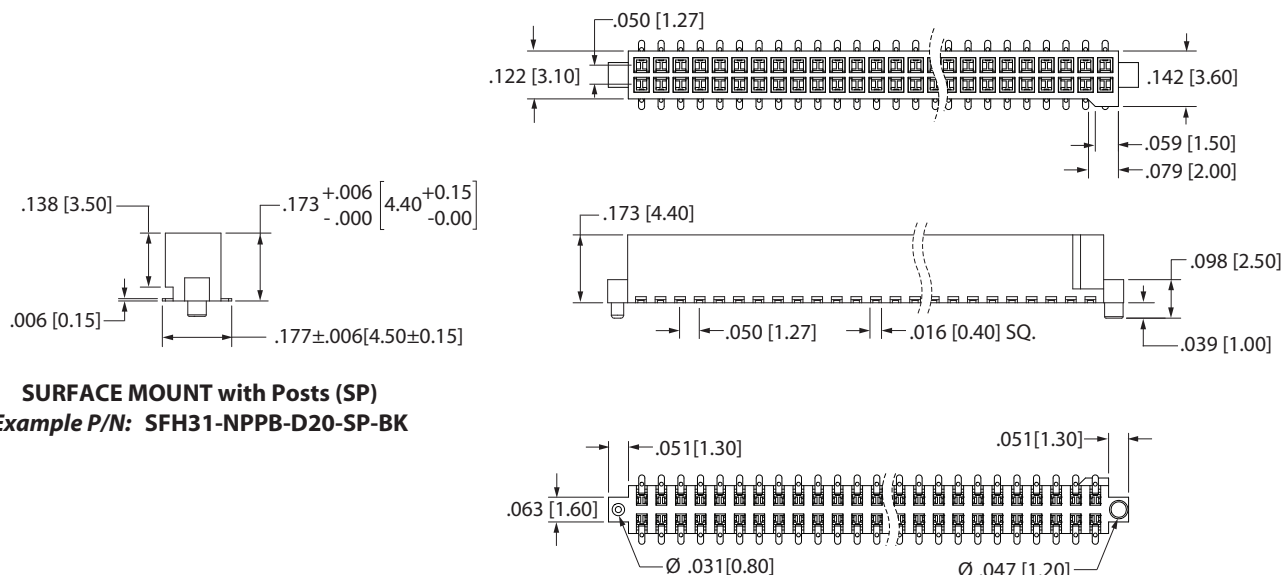 .050 [1.27]
.122 [3.10]
.142 [3.60]
.059 [1.50]
.079 [2.00]
.138 [3.50]
.173 +.006 - .000 [4.40 +0.15 -0.00]
.173 [4.40]
.098 [2.50]
.006 [0.15]
.177±.006[4.50±0.15]
.050 [1.27]
.016 [0.40] SQ.
.039 [1.00]
SURFACE MOUNT with Posts (SP)
Example P/N: SFH31-NPPB-D20-SP-BK
.051[1.30]
.051[1.30]
.063 [1.60]
Ø .031[0.80]
Ø .047 [1.20]